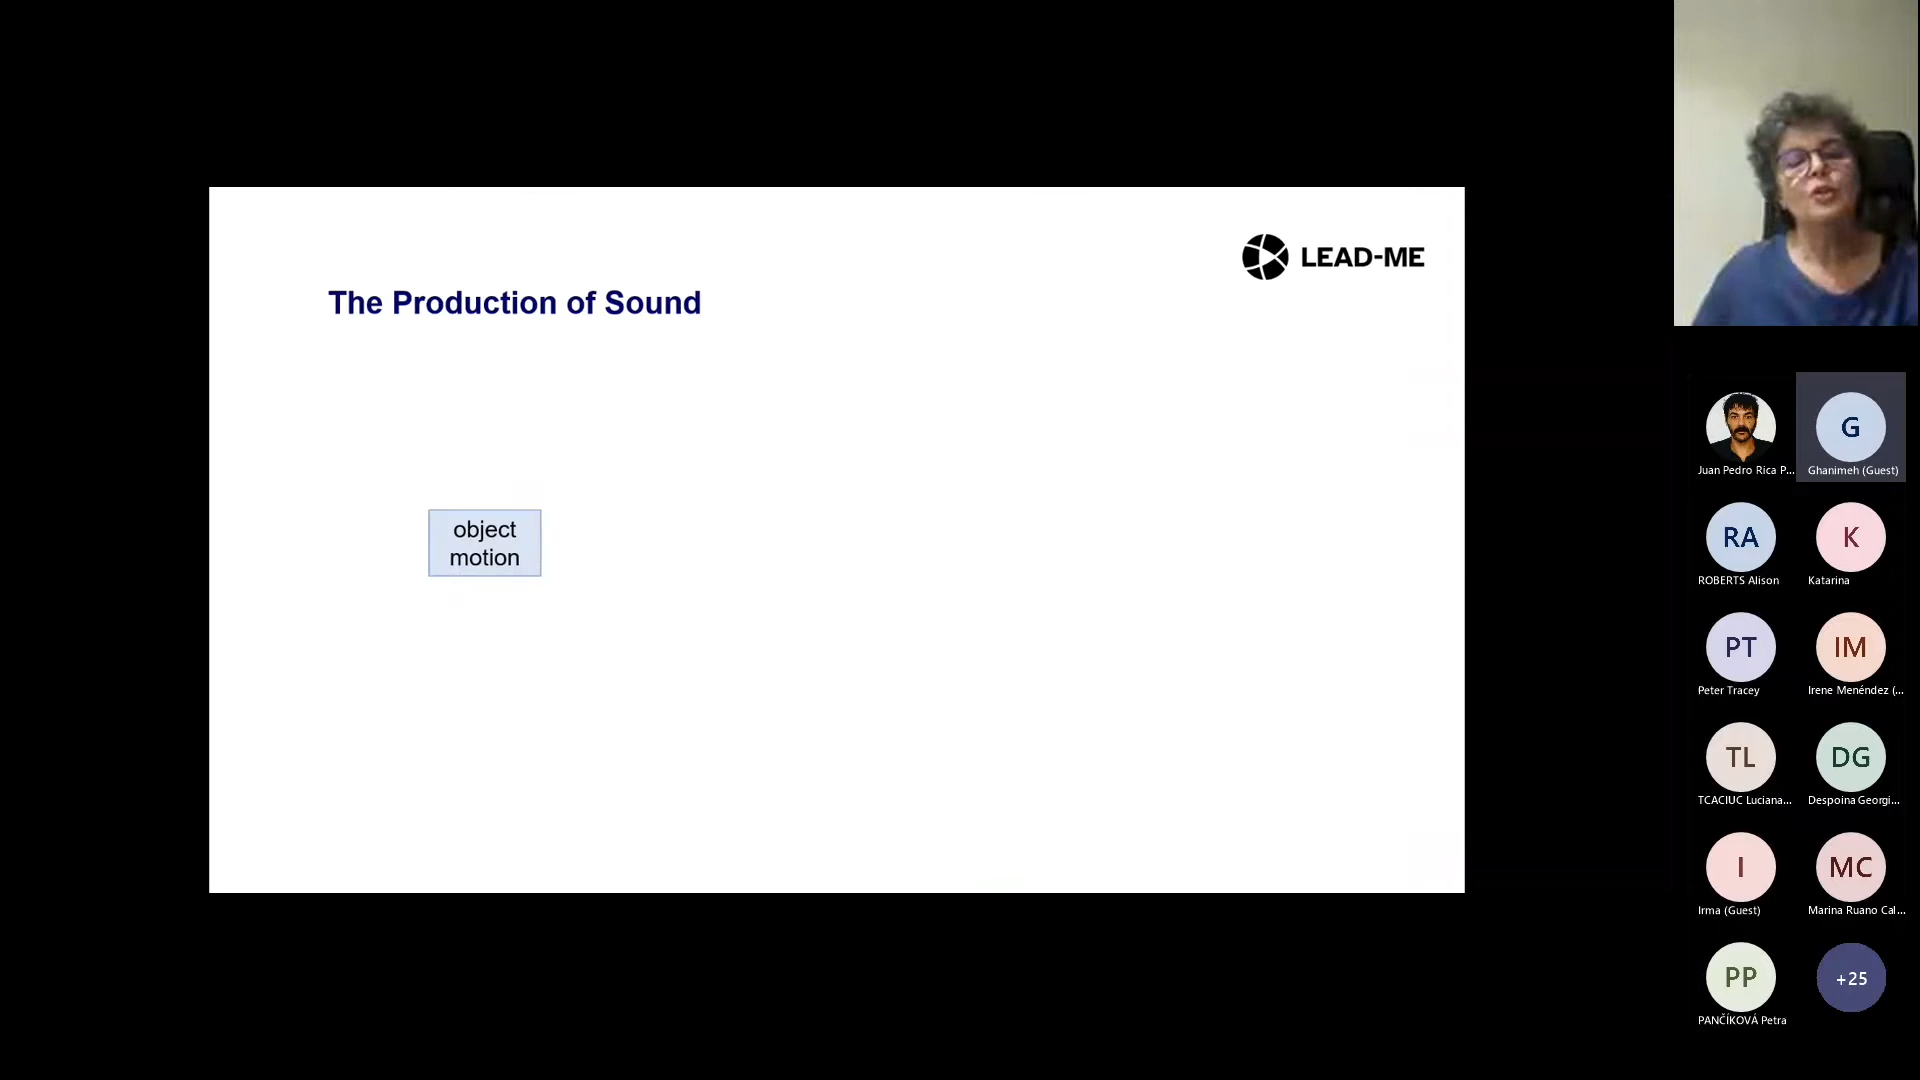 LEAD-ME
The Production of Sound
object
motion
G
Juan Pedro Rica P...
Ghanimeh (Guest)
RA
K
ROBERTS Alison
Katarina
PT
IM
Peter Tracey
Irene Menéndez (...
TL
DG
TCACIUC Luciana...
Despoina Georgi...
I
MC
Irma (Guest)
Marina Ruano Cal...
PP
+25
PANČÍKOVÁ Petra